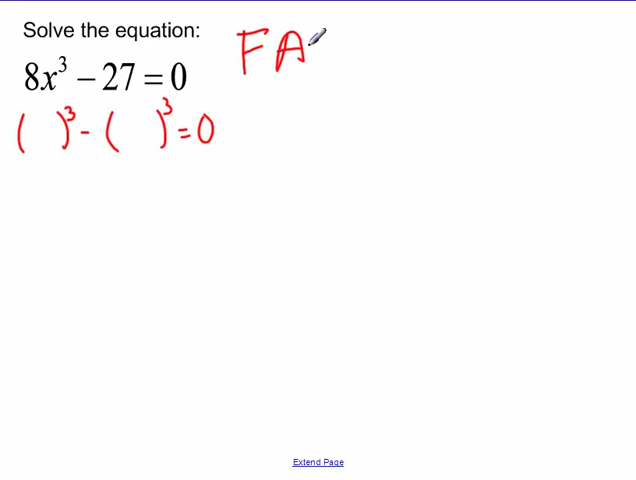 Solve the equation:
8x³ − 27 = 0
FA
( )³ - ( )³ = 0
Extend Page